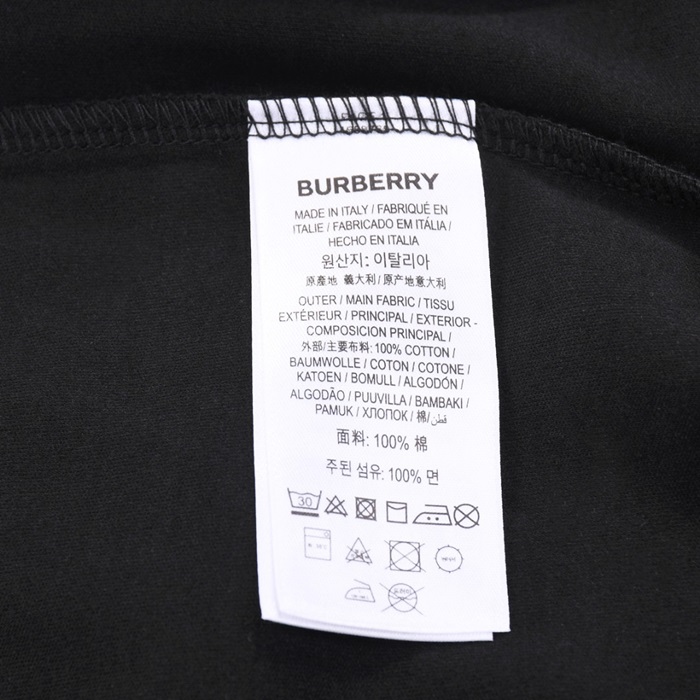 BURBERRY
MADE IN ITALY / FABRIQUÉ EN
ITALIE / FABRICADO EM ITÁLIA /
HECHO EN ITALIA
원산지: 이탈리아
原產地 義大利 / 原产地意大利
OUTER / MAIN FABRIC / TISSU
EXTÉRIEUR / PRINCIPAL / EXTERIOR -
COMPOSICION PRINCIPAL /
外部/主要布料: 100% COTTON /
BAUMWOLLE / COTON / COTONE /
KATOEN / BOMULL / ALGODÓN /
ALGODÃO / PUUVILLA / BAMBAKI /
PAMUK / ХЛОПОК / 棉/قطن
面料: 100% 棉
주된 섬유: 100% 면
30